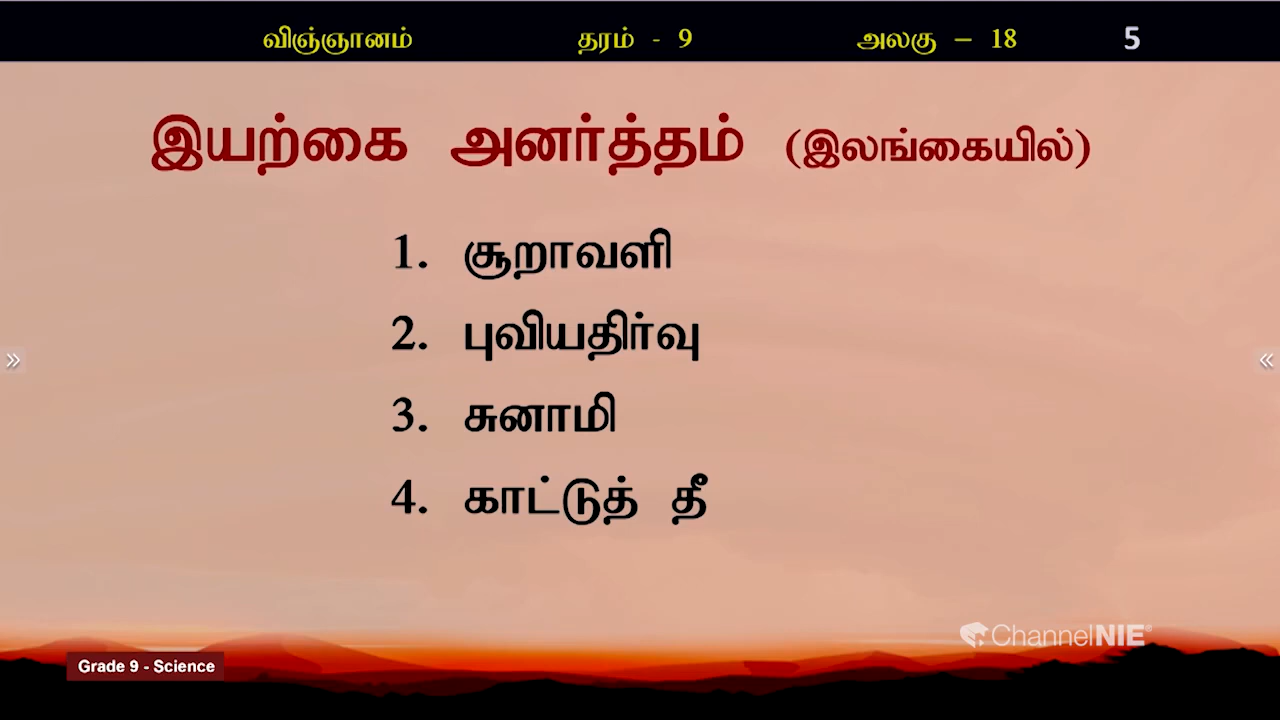 விஞ்ஞானம் தரம் - 9 அலகு – 18 5
இயற்கை அனர்த்தம் (இலங்கையில்)
1. சூறாவளி
2. புவியதிர்வு
3. சுனாமி
4. காட்டுத் தீ
ChannelNIE®
Grade 9 - Science